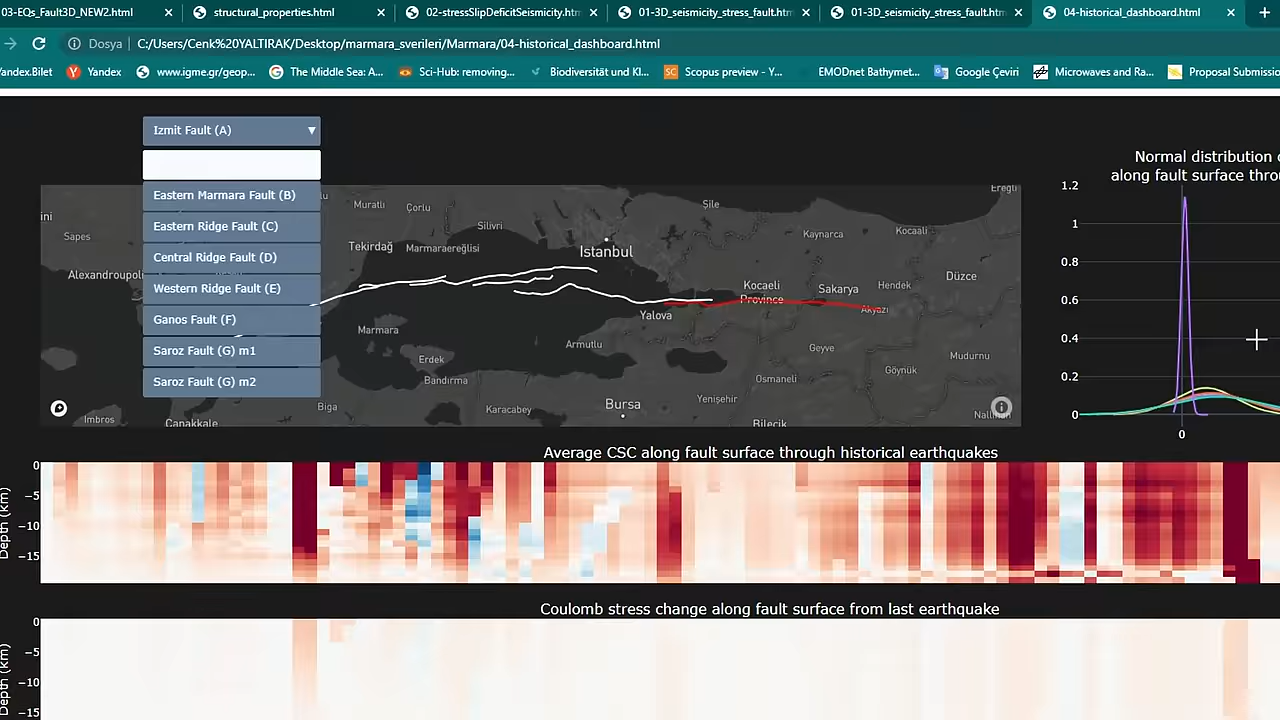 03-EQs_Fault3D_NEW2.html
structural_properties.html
02-stressSlipDeficitSeismicity.htm
01-3D_seismicity_stress_fault.htm
01-3D_seismicity_stress_fault.htm
04-historical_dashboard.html
Dosya
C:/Users/Cenk%20YALTIRAK/Desktop/marmara_sverileri/Marmara/04-historical_dashboard.html
Yandex.Bilet
Yandex
www.igme.gr/geop...
The Middle Sea: A...
Sci-Hub: removing...
Biodiversität und Kl...
SC Scopus preview - Y...
EMODnet Bathymet...
Google Çeviri
Microwaves and Ra...
Proposal Submissio
Izmit Fault (A)
Eastern Marmara Fault (B)
Eastern Ridge Fault (C)
Central Ridge Fault (D)
Western Ridge Fault (E)
Ganos Fault (F)
Saroz Fault (G) m1
Saroz Fault (G) m2
ini
Sapes
Alexandroupoli
lu
Muratlı
Çorlu
Silivri
Tekirdağ
Marmaraereğlisi
Istanbul
Şile
Ereğli
Kaynarca
Kocaali
Kocaeli
Province
Sakarya
Hendek
Düzce
Akyazı
Yalova
Marmara
Erdek
Bandırma
Armutlu
Geyve
Mudurnu
Göynük
Osmaneli
Yenişehir
Bursa
Karacabey
Biga
Imbros
Çanakkale
Bilecik
Nallıhan
Normal distribution
along fault surface thro
1.2
1
0.8
0.6
0.4
0.2
0
0
Average CSC along fault surface through historical earthquakes
Depth (km)
0
−5
−10
−15
Coulomb stress change along fault surface from last earthquake
Depth (km)
0
−5
−10
−15